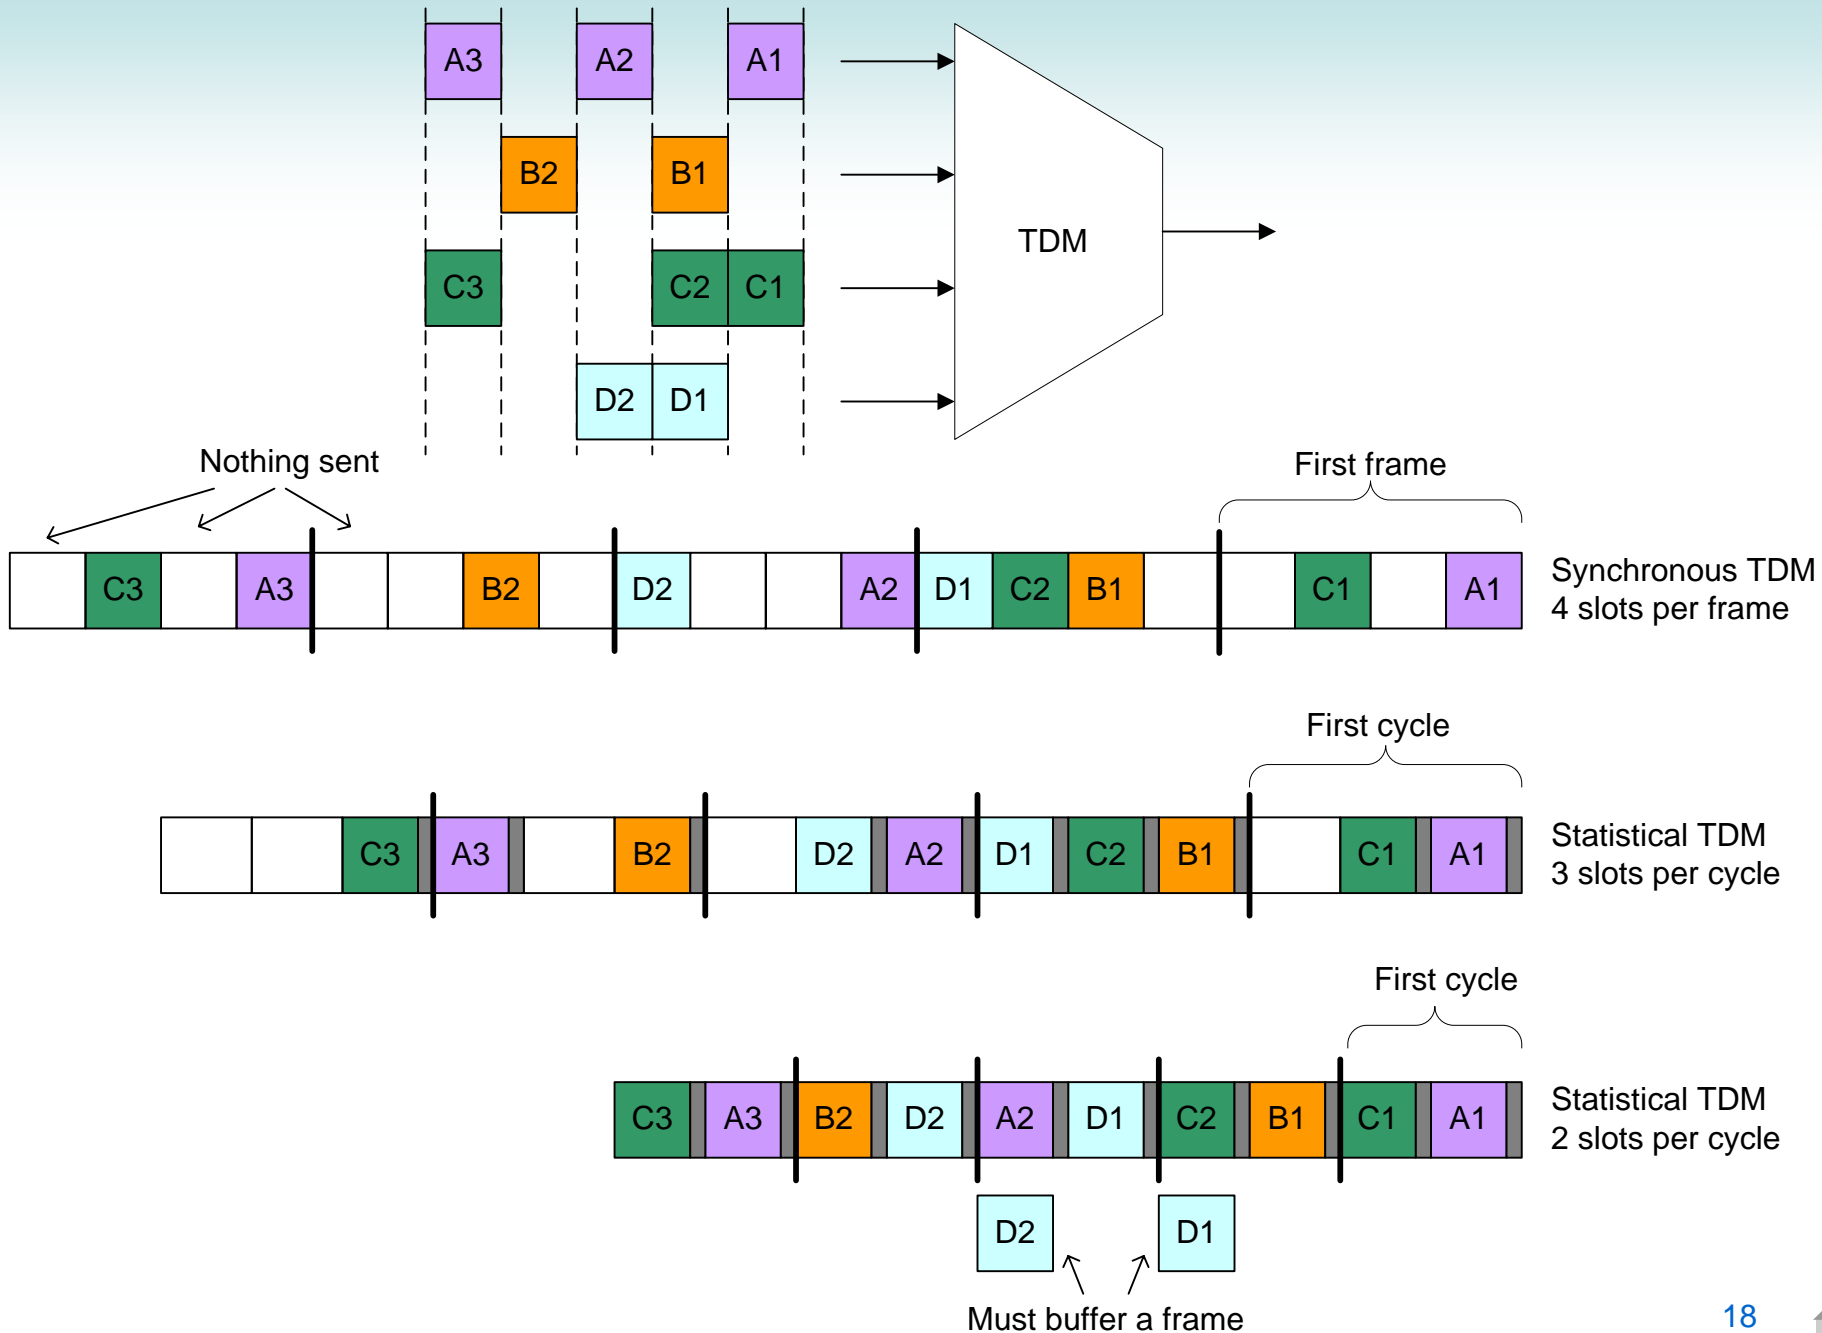 A3 A2 A1
B2 B1
TDM
C3 C2 C1
D2 D1
Nothing sent
First frame
C3 A3 B2 D2 A2 D1 C2 B1 C1 A1
Synchronous TDM
4 slots per frame
First cycle
C3 A3 B2 D2 A2 D1 C2 B1 C1 A1
Statistical TDM
3 slots per cycle
First cycle
C3 A3 B2 D2 A2 D1 C2 B1 C1 A1
Statistical TDM
2 slots per cycle
D2 D1
Must buffer a frame
18